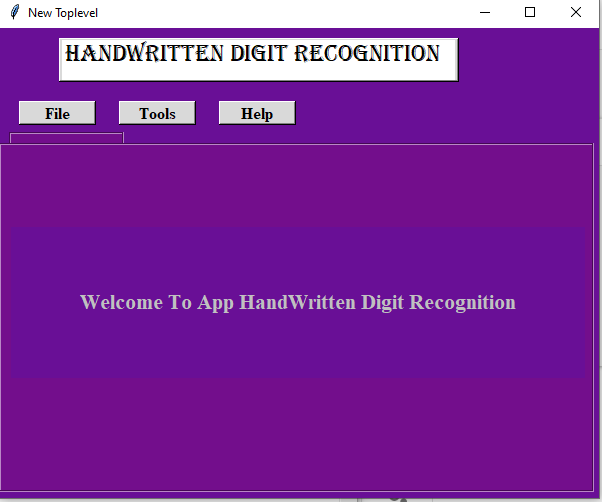 New Toplevel
HANDWRITTEN DIGIT RECOGNITION
File Tools Help
Welcome To App HandWritten Digit Recognition